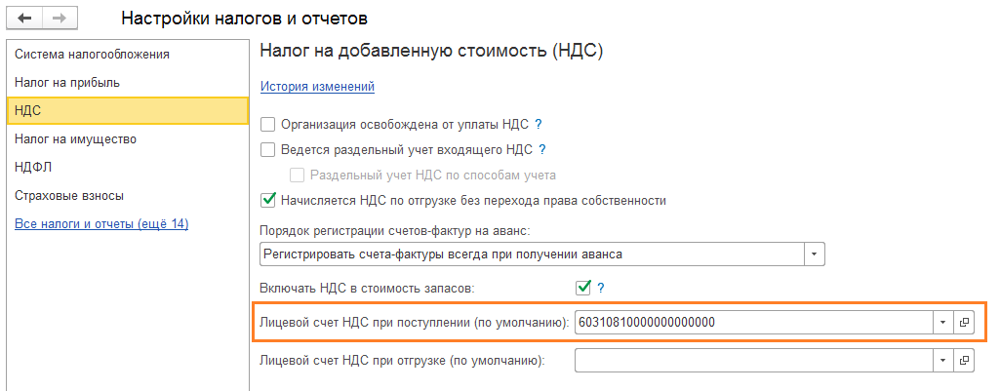 Настройки налогов и отчетов
Система налогообложения
Налог на прибыль
НДС
Налог на имущество
НДФЛ
Страховые взносы
Все налоги и отчеты (ещё 14)
Налог на добавленную стоимость (НДС)
История изменений
Организация освобождена от уплаты НДС ?
Ведется раздельный учет входящего НДС ?
Раздельный учет НДС по способам учета
Начисляется НДС по отгрузке без перехода права собственности
Порядок регистрации счетов-фактур на аванс:
Регистрировать счета-фактуры всегда при получении аванса
Включать НДС в стоимость запасов: ?
Лицевой счет НДС при поступлении (по умолчанию): 60310810000000000000
Лицевой счет НДС при отгрузке (по умолчанию):